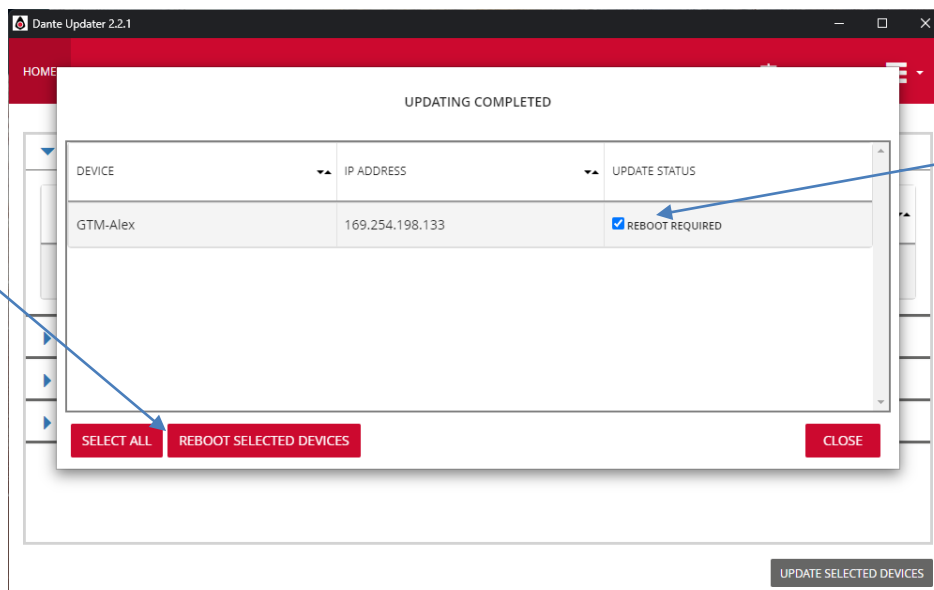 Dante Updater 2.2.1
HOME
UPDATING COMPLETED
DEVICE IP ADDRESS UPDATE STATUS
GTM-Alex 169.254.198.133 REBOOT REQUIRED
SELECT ALL REBOOT SELECTED DEVICES CLOSE
UPDATE SELECTED DEVICES